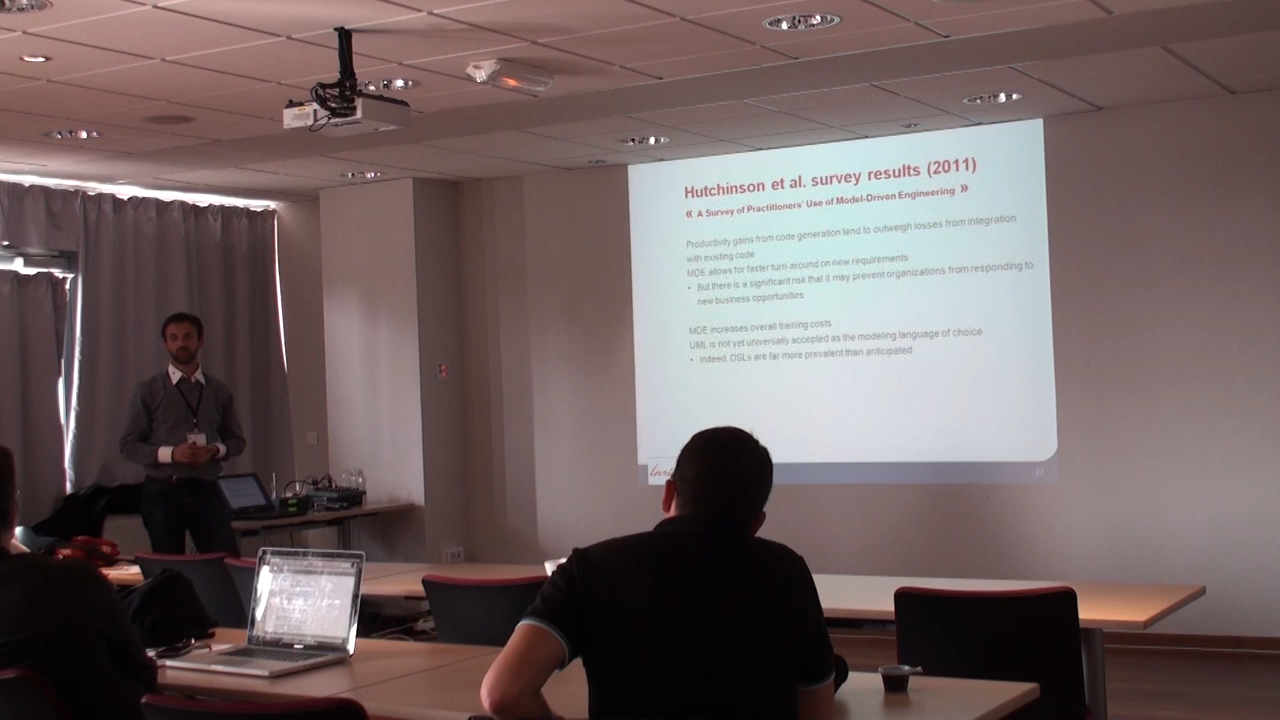 Hutchinson et al. survey results (2011)
« A Survey of Practitioners' Use of Model-Driven Engineering »
Productivity gains from code generation tend to outweigh losses from integration
with existing code
MDE allows for faster turn-around on new requirements
• But there is a significant risk that it may prevent organizations from responding to
new business opportunities
MDE increases overall training costs
UML is not yet universally accepted as the modeling language of choice
• Indeed, DSLs are far more prevalent than anticipated
22